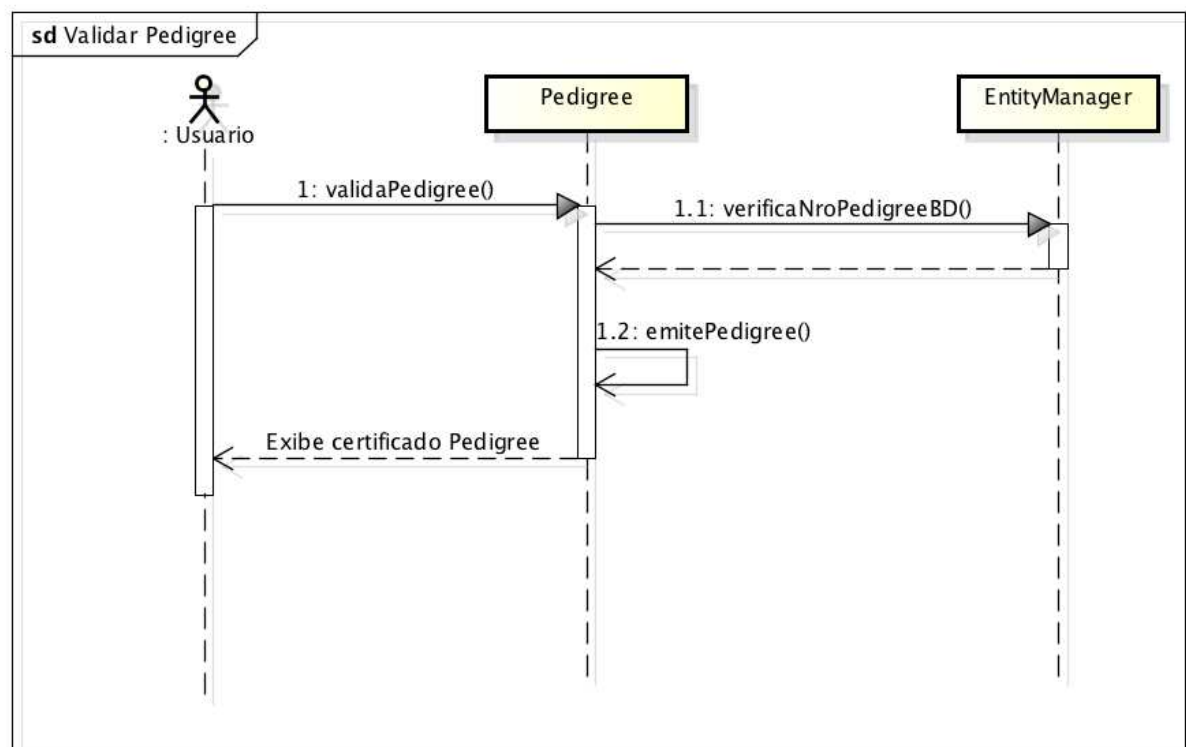 sd Validar Pedigree
: Usuario
Pedigree
EntityManager
1: validaPedigree()
1.1: verificaNroPedigreeBD()
1.2: emitePedigree()
Exibe certificado Pedigree